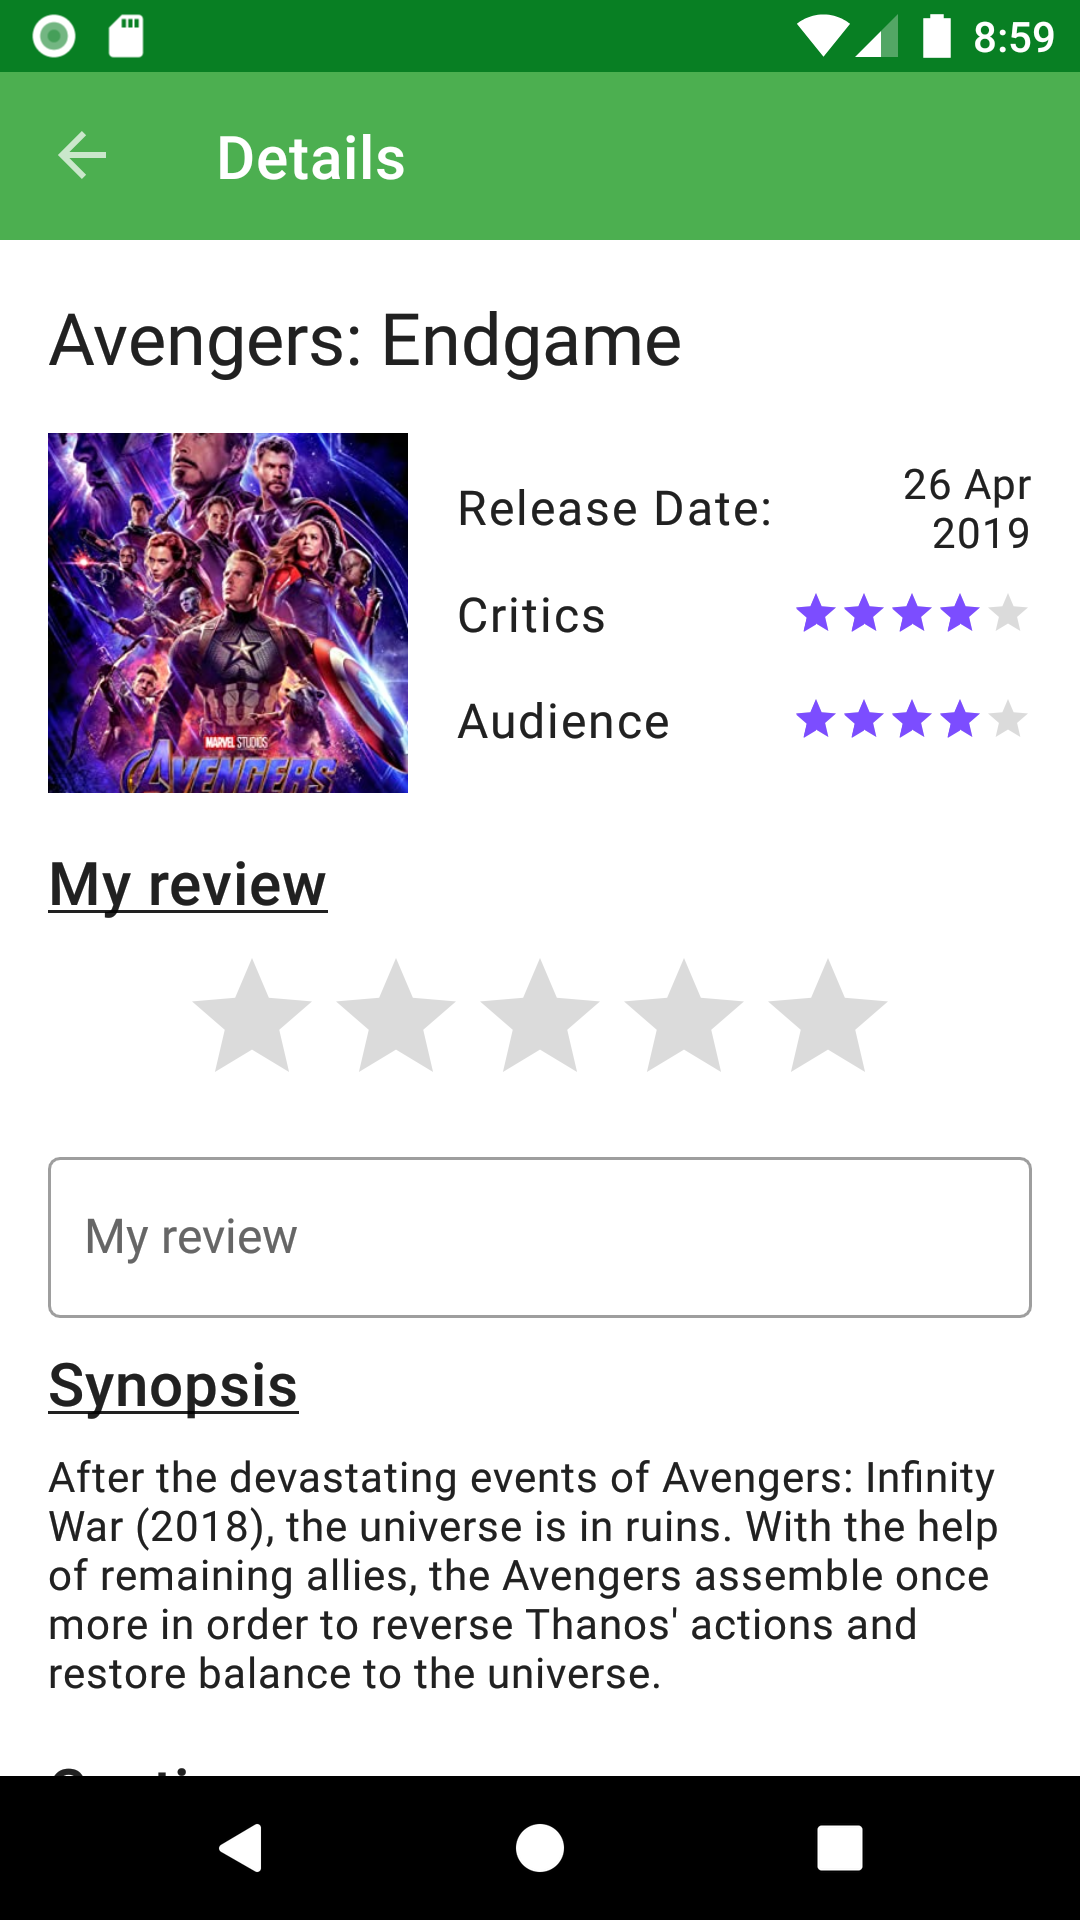 8:59
Details
Avengers: Endgame
Release Date:
26 Apr
2019
Critics
Audience
MARVEL STUDIOS
AVENGERS
My review
My review
Synopsis
After the devastating events of Avengers: Infinity
War (2018), the universe is in ruins. With the help
of remaining allies, the Avengers assemble once
more in order to reverse Thanos' actions and
restore balance to the universe.